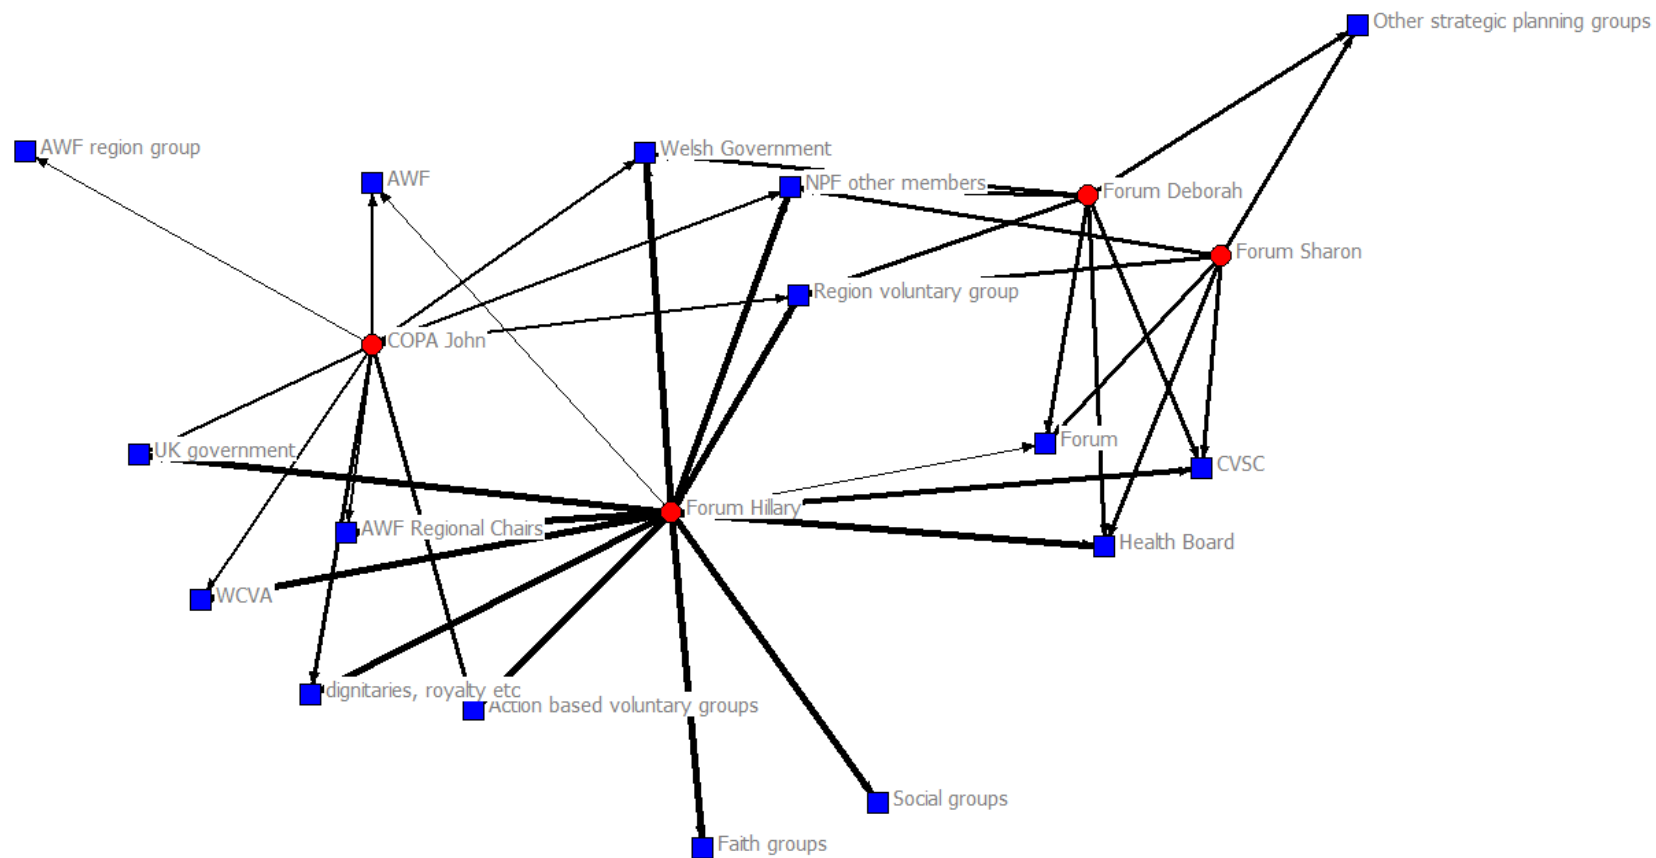 Other strategic planning groups
AWF region group
Welsh Government
AWF
NPF other members
Forum Deborah
Forum Sharon
Region voluntary group
COPA John
Forum
UK government
CVSC
Forum Hillary
AWF Regional Chairs
Health Board
WCVA
dignitaries, royalty etc
Action based voluntary groups
Social groups
Faith groups